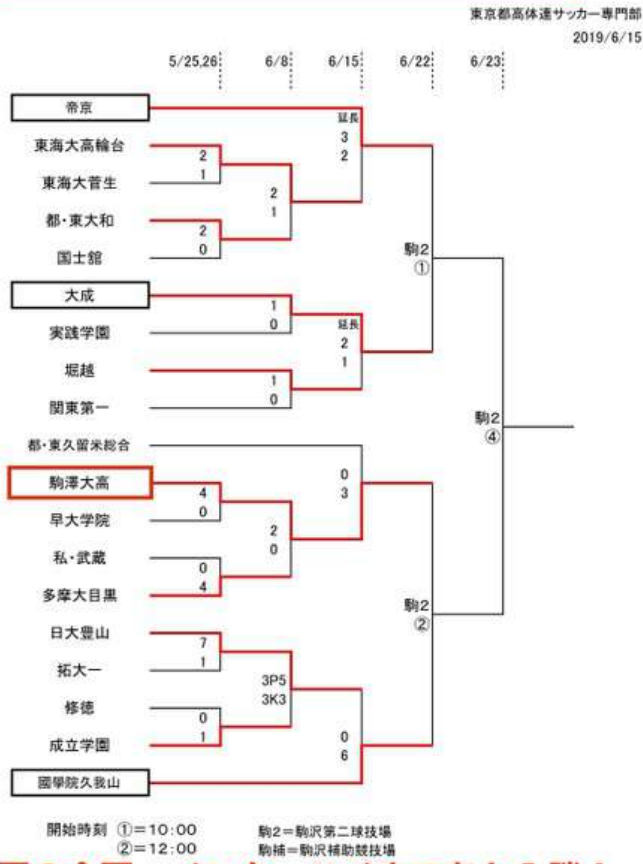 東京都高体連サッカー専門部
2019/6/15
5/25,26 6/8 6/15 6/22 6/23
帝京
延長
3
2
東海大高輪台
2
1
東海大菅生
2
1
都・東大和
2
0
国士舘
駒2
①
大成
1
0
実践学園
延長
2
1
堀越
1
0
関東第一
駒2
④
都・東久留米総合
0
3
駒澤大高
4
0
早大学院
2
0
私・武蔵
0
4
多摩大目黒
駒2
②
日大豊山
7
1
拓大一
3P5
3K3
修徳
0
1
成立学園
0
6
國學院久我山
開始時刻 ①=10:00 駒2=駒沢第二球技場
②=12:00 駒補=駒沢補助競技場